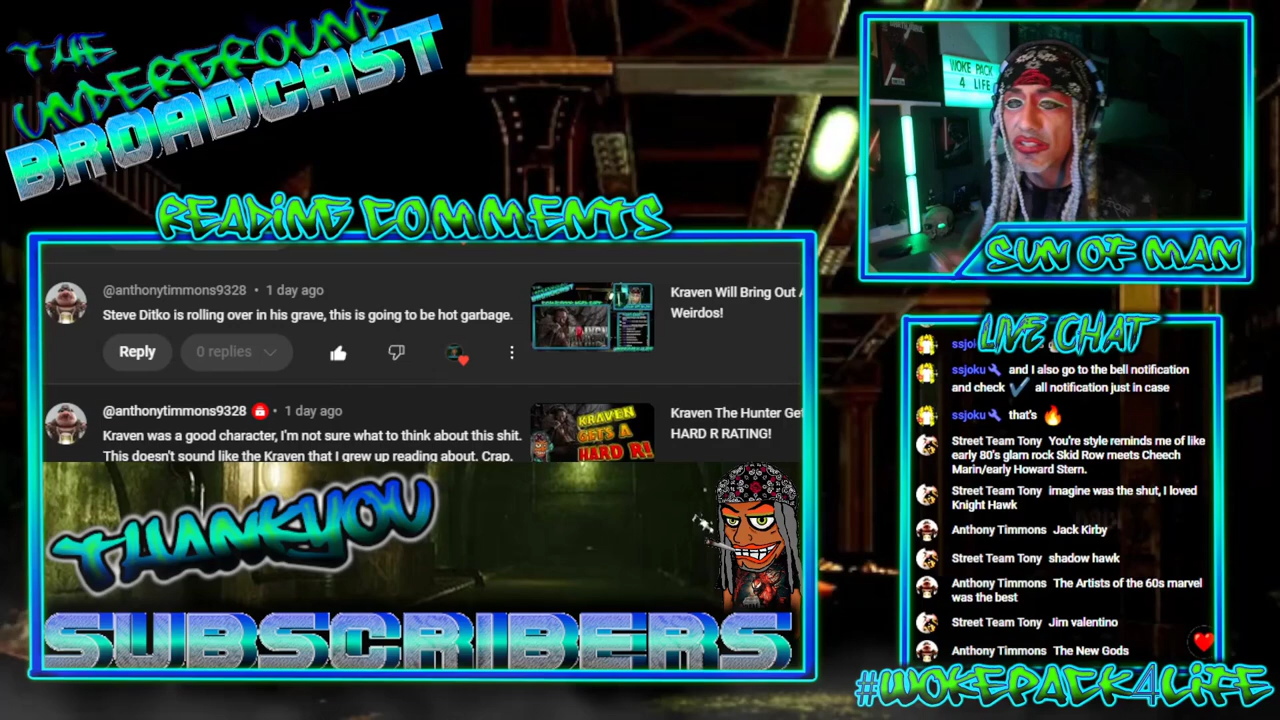 THE
UNDERGROUND
BROADCAST
READING COMMENTS
@anthonytimmons9328 • 1 day ago
Steve Ditko is rolling over in his grave, this is going to be hot garbage.
Reply
0 replies
Kraven Will Bring Out A
Weirdos!
@anthonytimmons9328 • 1 day ago
Kraven was a good character, I'm not sure what to think about this shit.
This doesn't sound like the Kraven that I grew up reading about. Crap.
KRAVEN
GETS A
HARD R!
Kraven The Hunter Get
HARD R RATING!
THANKYOU
SUBSCRIBERS
WOKE PACK
4 LIFE
SUN OF MAN
LIVE CHAT
ssjo
ssjoku and I also go to the bell notification
and check all notification just in case
ssjoku that's
Street Team Tony You're style reminds me of like
early 80's glam rock Skid Row meets Cheech
Marin/early Howard Stern.
Street Team Tony imagine was the shut, I loved
Knight Hawk
Anthony Timmons Jack Kirby
Street Team Tony shadow hawk
Anthony Timmons The Artists of the 60s marvel
was the best
Street Team Tony Jim valentino
Anthony Timmons The New Gods
#WOKEPACK4LIFE